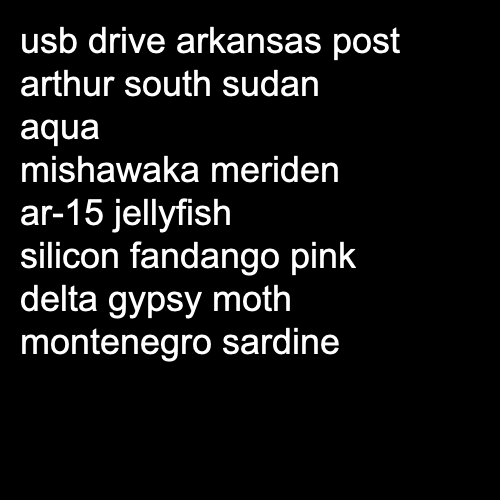 usb drive arkansas post
arthur south sudan
aqua
mishawaka meriden
ar-15 jellyfish
silicon fandango pink
delta gypsy moth
montenegro sardine